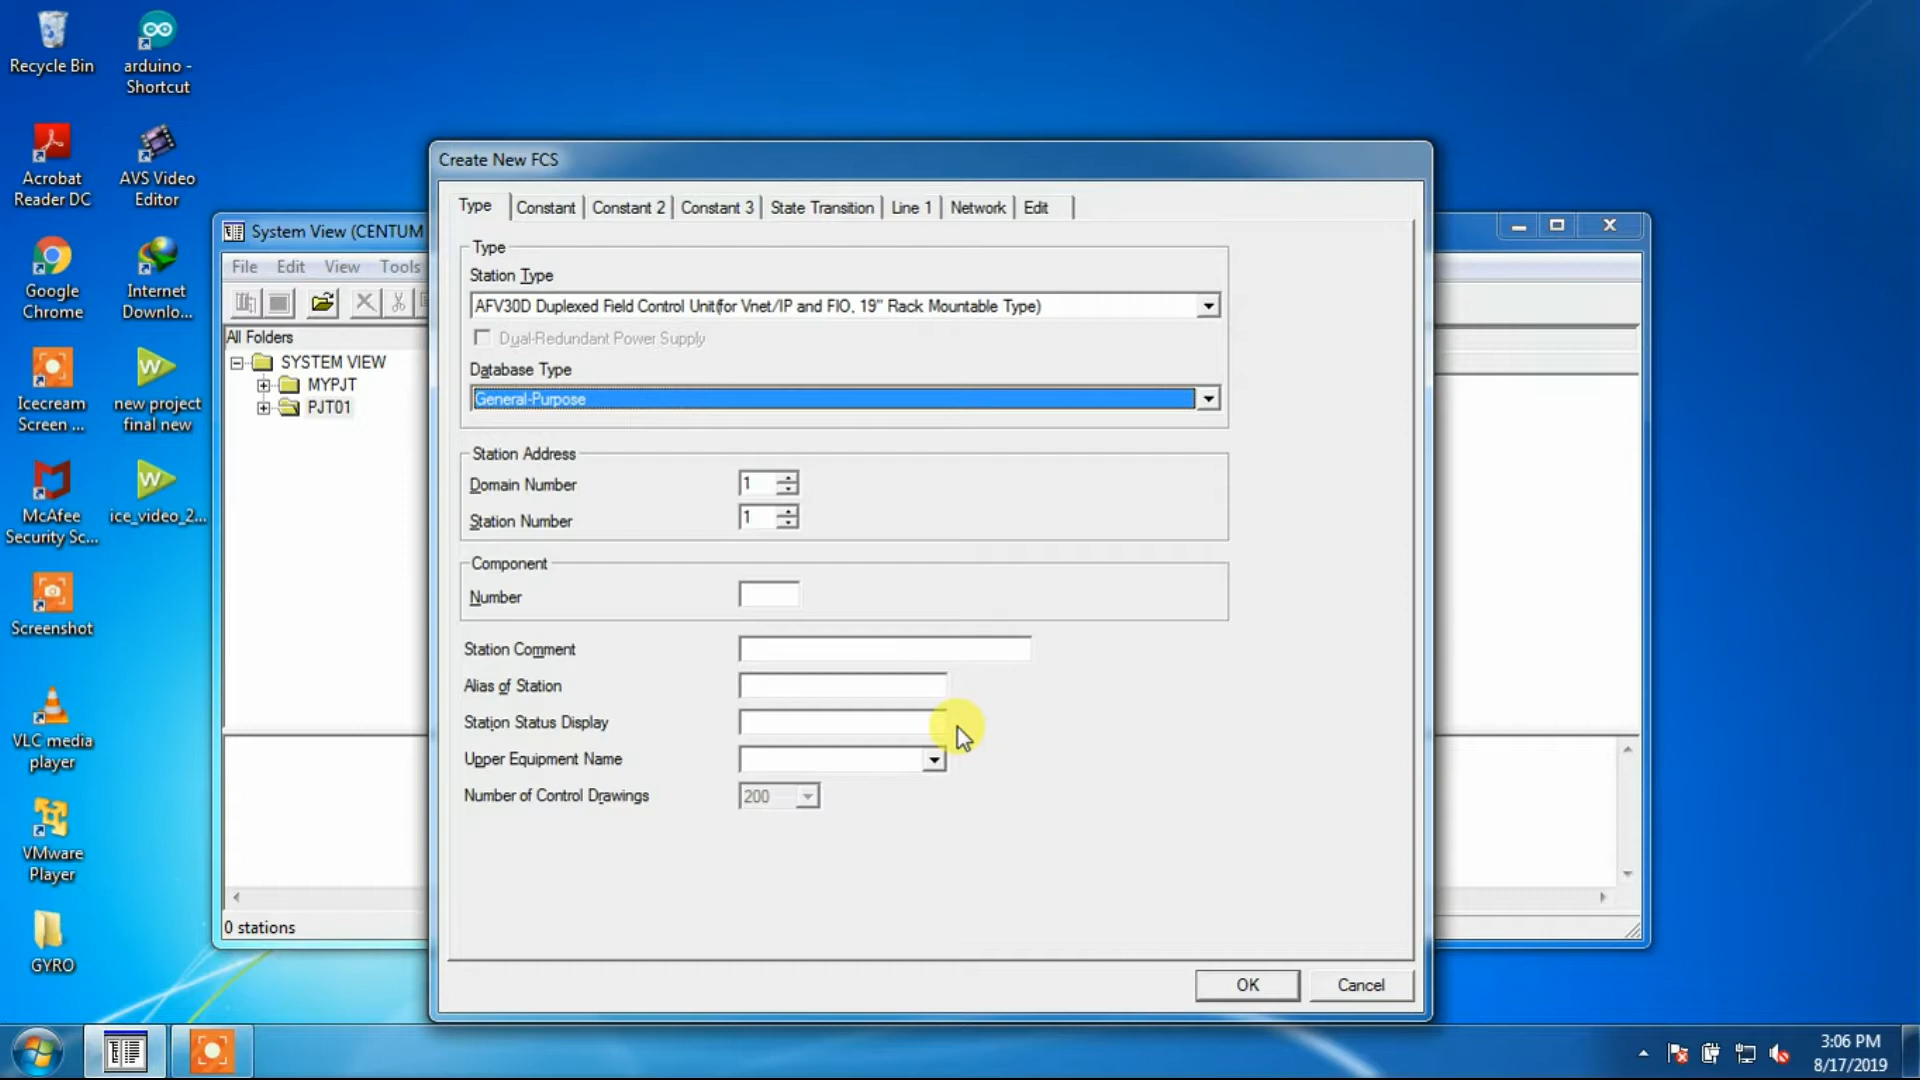 Recycle Bin
arduino -
Shortcut
Acrobat
Reader DC
AVS Video
Editor
Google
Chrome
Internet
Downlo...
Icecream
Screen ...
new project
final new
McAfee
Security Sc...
ice_video_2...
Screenshot
VLC media
player
VMware
Player
GYRO
System View (CENTUM
File Edit View Tools
All Folders
SYSTEM VIEW
MYPJT
PJT01
0 stations
Create New FCS
Type Constant Constant 2 Constant 3 State Transition Line 1 Network Edit
Type
Station Type
AFV30D Duplexed Field Control Unit(for Vnet/IP and FIO, 19" Rack Mountable Type)
Dual-Redundant Power Supply
Database Type
General-Purpose
Station Address
Domain Number 1
Station Number 1
Component
Number
Station Comment
Alias of Station
Station Status Display
Upper Equipment Name
Number of Control Drawings 200
OK Cancel
3:06 PM
8/17/2019